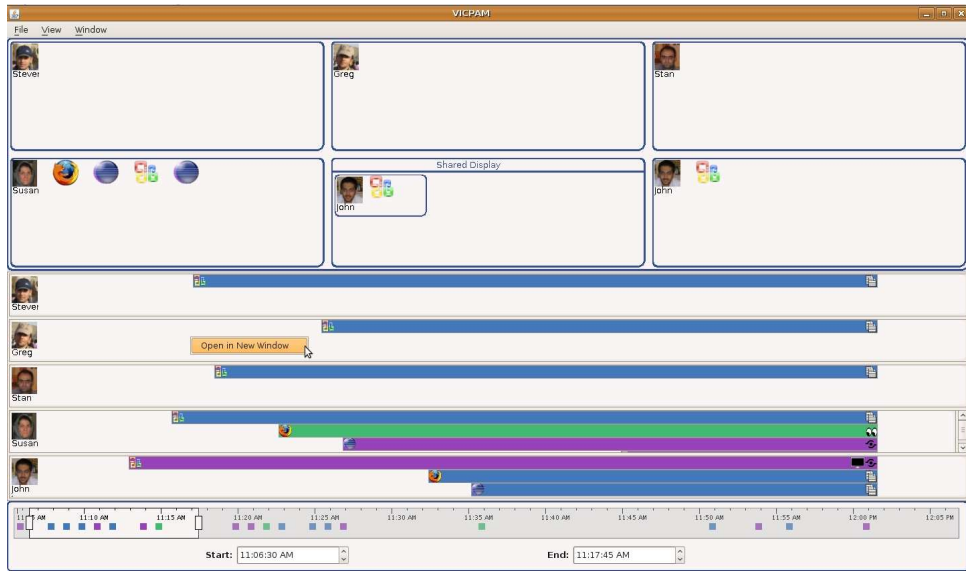 VICPAM
File View Window
Steven
Greg
Stan
Susan
Shared Display
John
John
Steven
Greg
Open in New Window
Stan
Susan
John
11:10 AM 11:15 AM 11:20 AM 11:25 AM 11:30 AM 11:35 AM 11:40 AM 11:45 AM 11:50 AM 11:55 AM 12:00 PM 12:05 PM
Start: 11:06:30 AM End: 11:17:45 AM